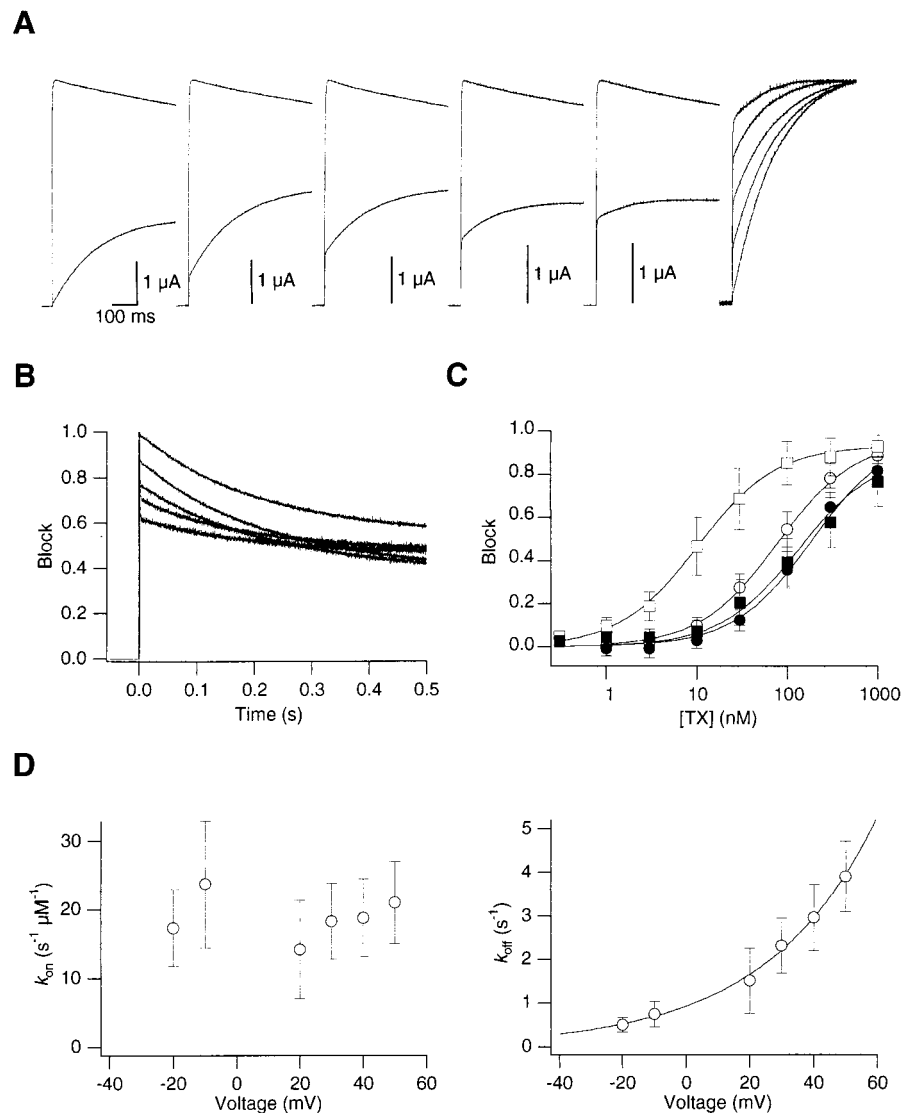 A
1 µA
1 µA
1 µA
1 µA
1 µA
100 ms
B
1.0
0.8
0.6
0.4
0.2
0.0
Block
0.0 0.1 0.2 0.3 0.4 0.5
Time (s)
C
1.0
0.8
0.6
0.4
0.2
0.0
Block
1 10 100 1000
[TX] (nM)
D
30
20
10
0
kon (s-1 µM-1)
-40 -20 0 20 40 60
Voltage (mV)
5
4
3
2
1
0
koff (s-1)
-40 -20 0 20 40 60
Voltage (mV)